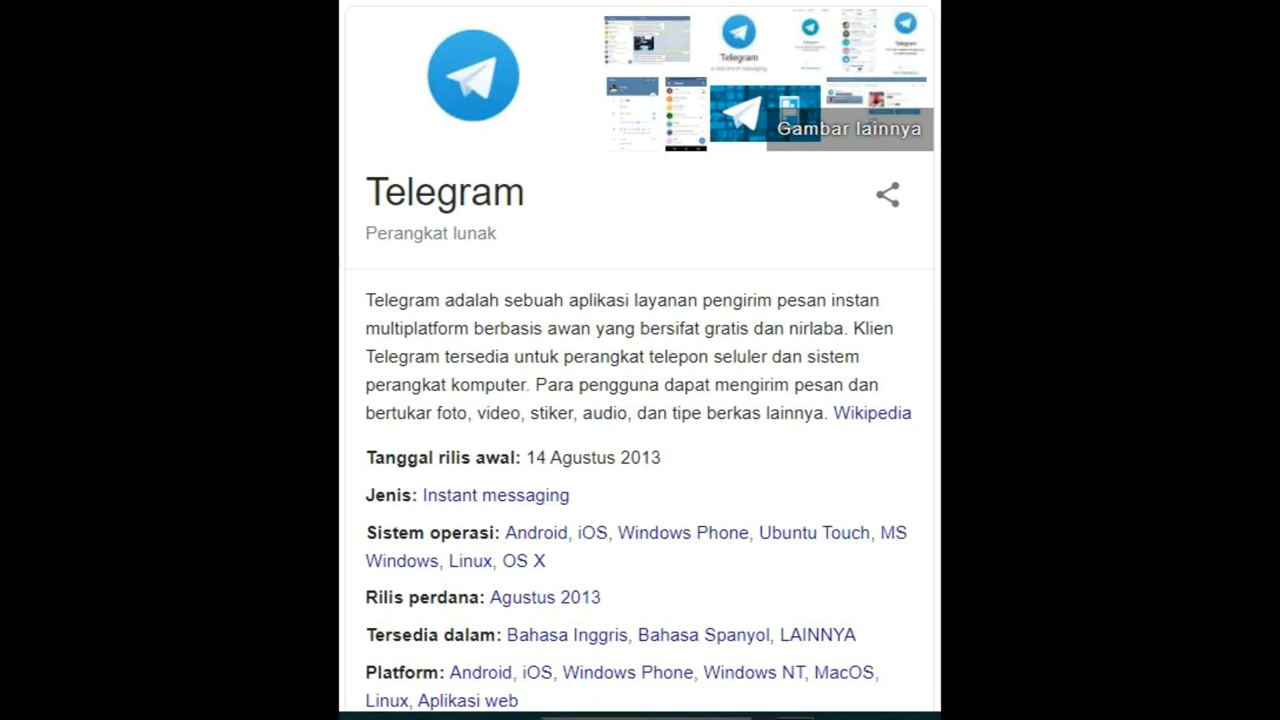 Telegram
Telegram
Gambar lainnya
Telegram
Perangkat lunak
Telegram adalah sebuah aplikasi layanan pengirim pesan instan
multiplatform berbasis awan yang bersifat gratis dan nirlaba. Klien
Telegram tersedia untuk perangkat telepon seluler dan sistem
perangkat komputer. Para pengguna dapat mengirim pesan dan
bertukar foto, video, stiker, audio, dan tipe berkas lainnya. Wikipedia
Tanggal rilis awal: 14 Agustus 2013
Jenis: Instant messaging
Sistem operasi: Android, iOS, Windows Phone, Ubuntu Touch, MS
Windows, Linux, OS X
Rilis perdana: Agustus 2013
Tersedia dalam: Bahasa Inggris, Bahasa Spanyol, LAINNYA
Platform: Android, iOS, Windows Phone, Windows NT, MacOS,
Linux, Aplikasi web